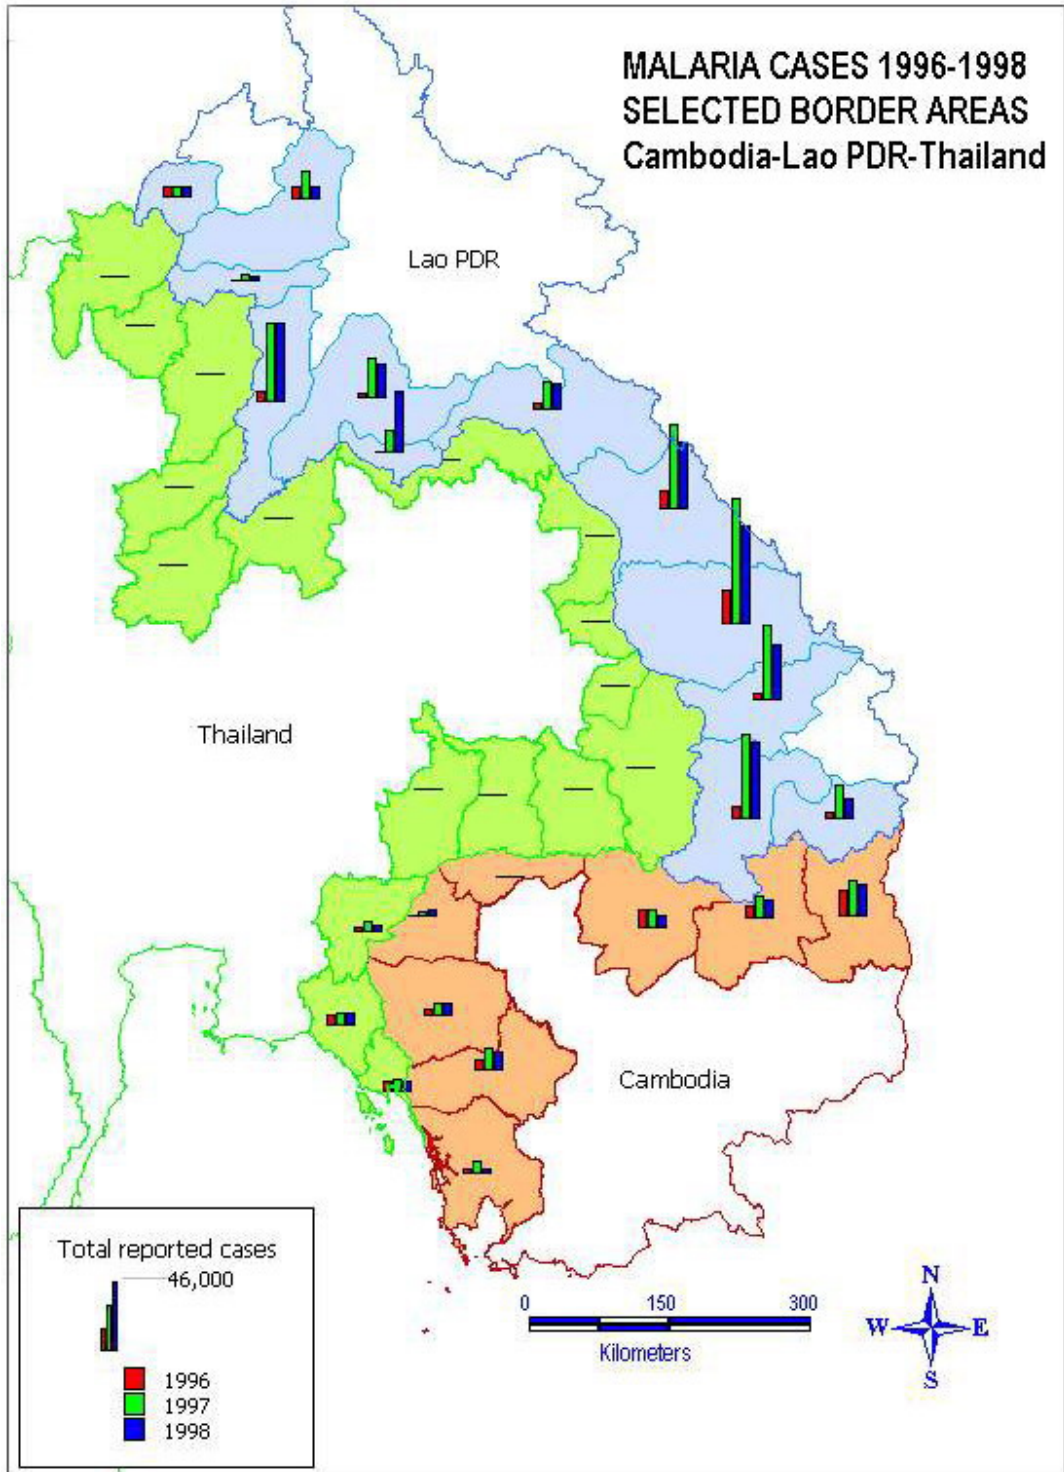 MALARIA CASES 1996-1998
SELECTED BORDER AREAS
Cambodia-Lao PDR-Thailand
Lao PDR
Thailand
Cambodia
Total reported cases
46,000
1996
1997
1998
0 150 300
Kilometers
N
W E
S